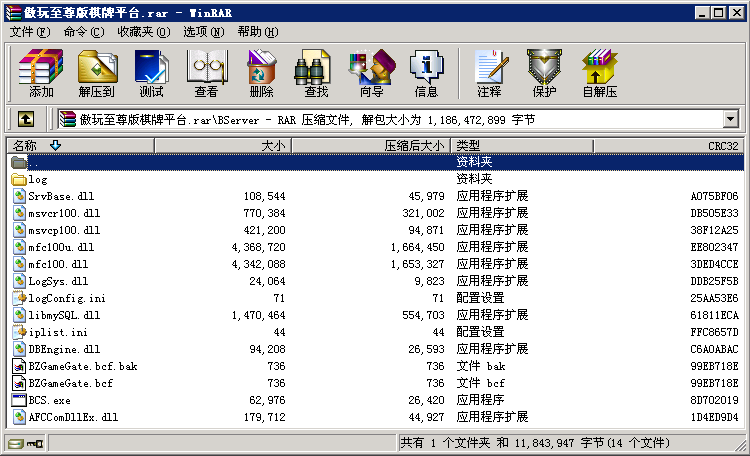 傲玩至尊版棋牌平台.rar - WinRAR
文件(F) 命令(C) 收藏夹(O) 选项(N) 帮助(H)
添加 解压到 测试 查看 删除 查找 向导 信息 注释 保护 自解压
傲玩至尊版棋牌平台.rar\BServer - RAR 压缩文件, 解包大小为 1,186,472,899 字节
名称 大小 压缩后大小 类型 CRC32
.. 资料夹
log 资料夹
SrvBase.dll 108,544 45,979 应用程序扩展 A075BF06
msvcr100.dll 770,384 321,002 应用程序扩展 DB505E33
msvcp100.dll 421,200 94,871 应用程序扩展 38F12A25
mfc100u.dll 4,368,720 1,664,450 应用程序扩展 EE802347
mfc100.dll 4,342,088 1,653,327 应用程序扩展 3DED4CCE
LogSys.dll 24,064 9,823 应用程序扩展 DDB25F5B
logConfig.ini 71 71 配置设置 25AA53E6
libmySQL.dll 1,470,464 554,703 应用程序扩展 61811ECA
iplist.ini 44 44 配置设置 FFC8657D
DBEngine.dll 94,208 26,593 应用程序扩展 C6A0ABAC
BZGameGate.bcf.bak 736 736 文件 bak 99EB718E
BZGameGate.bcf 736 736 文件 bcf 99EB718E
BCS.exe 62,976 26,420 应用程序 8D702019
AFCComDllEx.dll 179,712 44,927 应用程序扩展 1D4ED9D4
共有 1 个文件夹 和 11,843,947 字节(14 个文件)